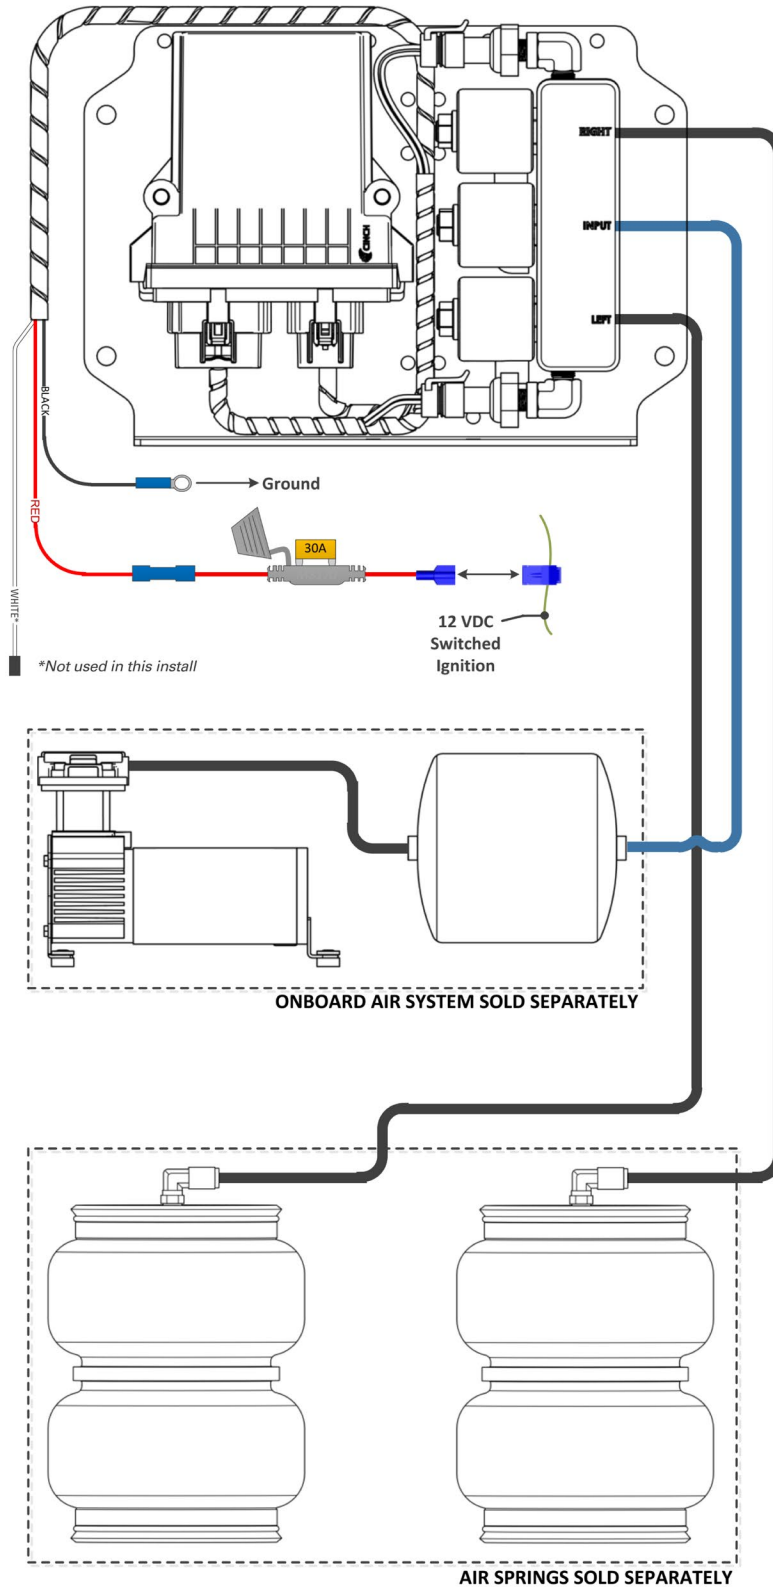 RIGHT
CINCH
INPUT
LEFT
BLACK
Ground
RED
30A
WHITE*
12 VDC
Switched
Ignition
*Not used in this install
ONBOARD AIR SYSTEM SOLD SEPARATELY
AIR SPRINGS SOLD SEPARATELY